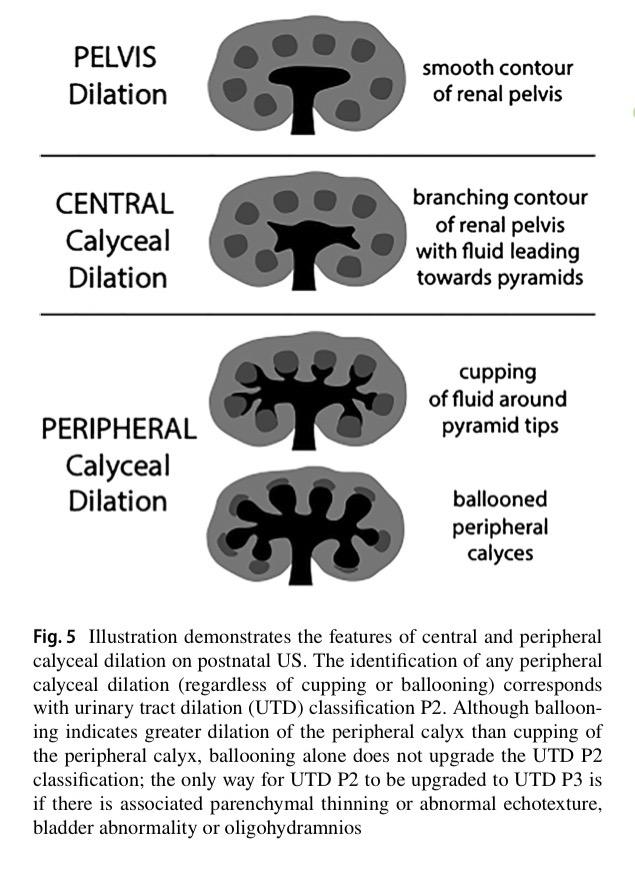 PELVIS
Dilation
smooth contour
of renal pelvis
CENTRAL
Calyceal
Dilation
branching contour
of renal pelvis
with fluid leading
towards pyramids
PERIPHERAL
Calyceal
Dilation
cupping
of fluid around
pyramid tips
ballooned
peripheral
calyces
Fig. 5 Illustration demonstrates the features of central and peripheral
calyceal dilation on postnatal US. The identification of any peripheral
calyceal dilation (regardless of cupping or ballooning) corresponds
with urinary tract dilation (UTD) classification P2. Although balloon-
ing indicates greater dilation of the peripheral calyx than cupping of
the peripheral calyx, ballooning alone does not upgrade the UTD P2
classification; the only way for UTD P2 to be upgraded to UTD P3 is
if there is associated parenchymal thinning or abnormal echotexture,
bladder abnormality or oligohydramnios